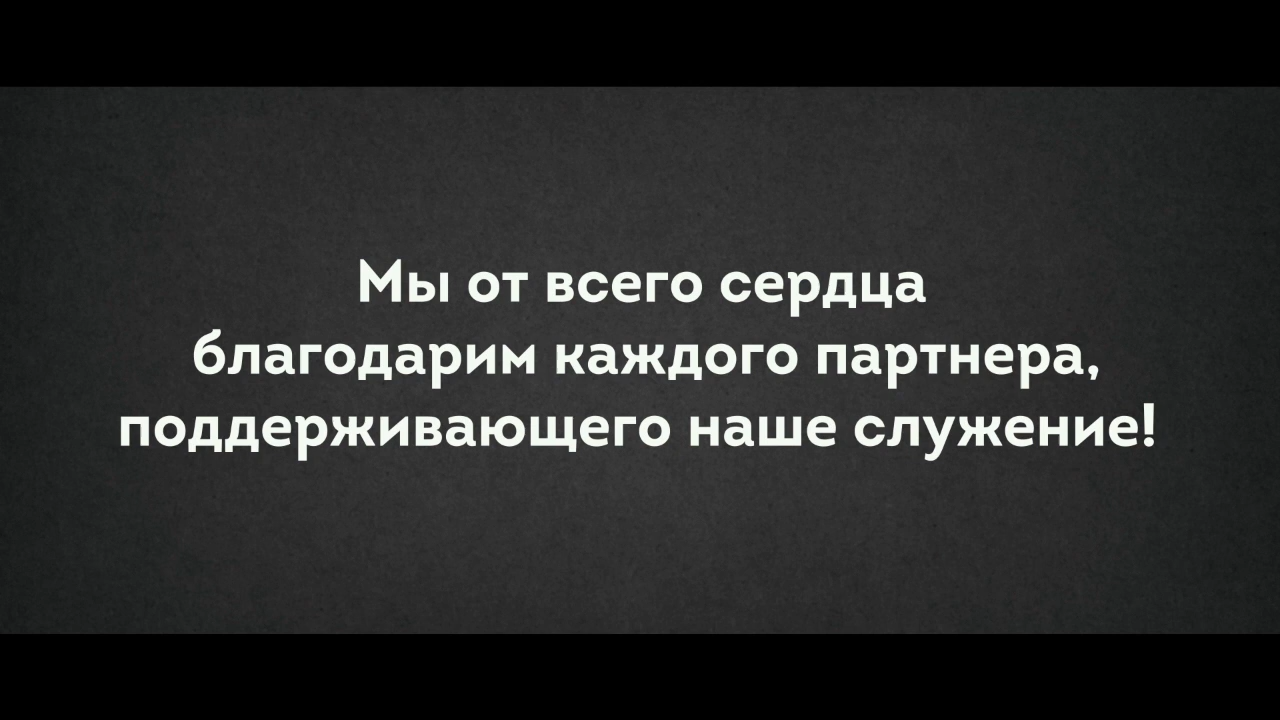 Мы от всего сердца
благодарим каждого партнера,
поддерживающего наше служение!